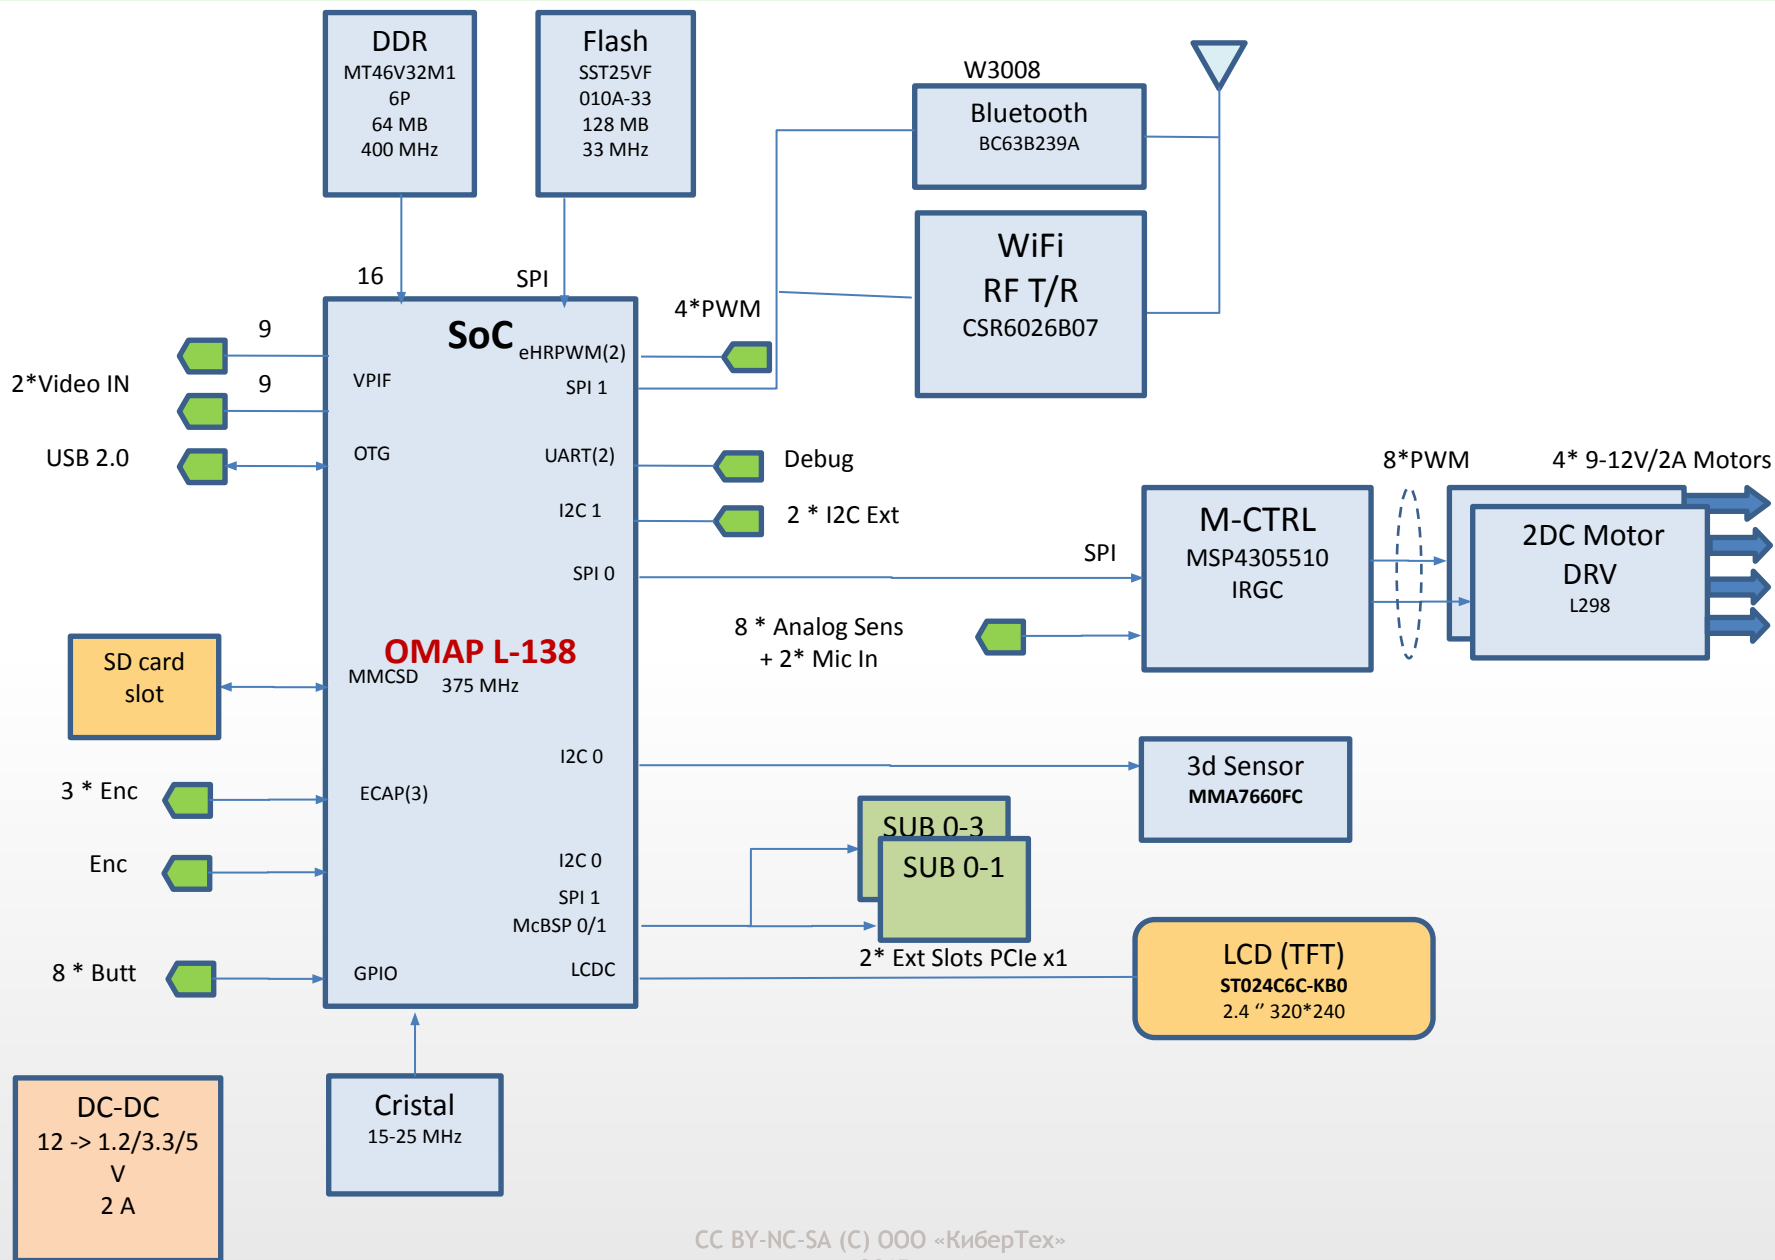 DDR
MT46V32M1
6P
64 MB
400 MHz
Flash
SST25VF
010A-33
128 MB
33 MHz
W3008
Bluetooth
BC63B239A
WiFi
RF T/R
CSR6026B07
16
SPI
4*PWM
SoC
eHRPWM(2)
SPI 1
9
VPIF
2*Video IN
9
USB 2.0
OTG
UART(2)
Debug
I2C 1
2 * I2C Ext
SPI 0
SPI
M-CTRL
MSP4305510
IRGC
8*PWM
4* 9-12V/2A Motors
2DC Motor
DRV
L298
8 * Analog Sens
+ 2* Mic In
OMAP L-138
375 MHz
SD card
slot
MMCSD
I2C 0
3d Sensor
MMA7660FC
3 * Enc
ECAP(3)
SUB 0-3
SUB 0-1
Enc
I2C 0
SPI 1
McBSP 0/1
2* Ext Slots PCIe x1
8 * Butt
GPIO
LCDC
LCD (TFT)
ST024C6C-KB0
2.4 ‘’ 320*240
Cristal
15-25 MHz
DC-DC
12 -> 1.2/3.3/5
V
2 A
CC BY-NC-SA (C) ООО «КиберТех»